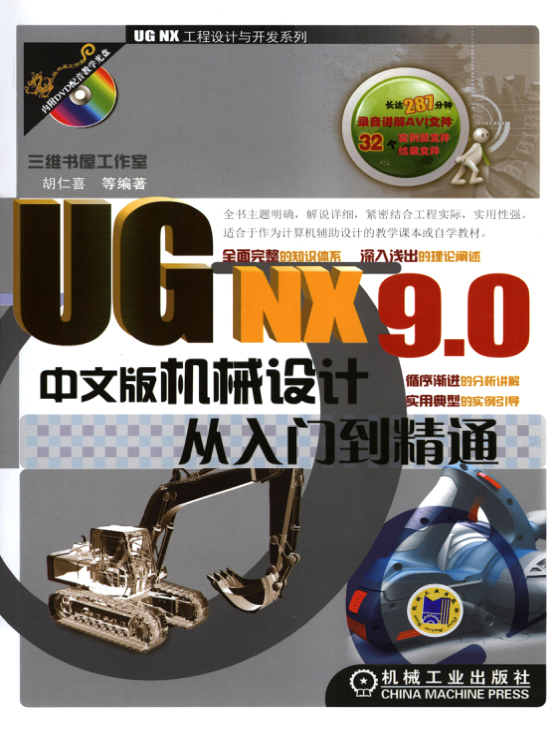 UG NX 工程设计与开发系列
内附DVD配音教学光盘
长达287分钟
录音讲解AVI文件
32个 实例源文件
结果文件
三维书屋工作室
胡仁喜 等编著
全书主题明确，解说详细，紧密结合工程实际，实用性强。
适合于作为计算机辅助设计的教学课本或自学教材。
全面完整的知识体系 深入浅出的理论阐述
UG NX 9.0
中文版机械设计
循序渐进的分析讲解
实用典型的实例引导
从入门到精通
机械工业出版社
CHINA MACHINE PRESS